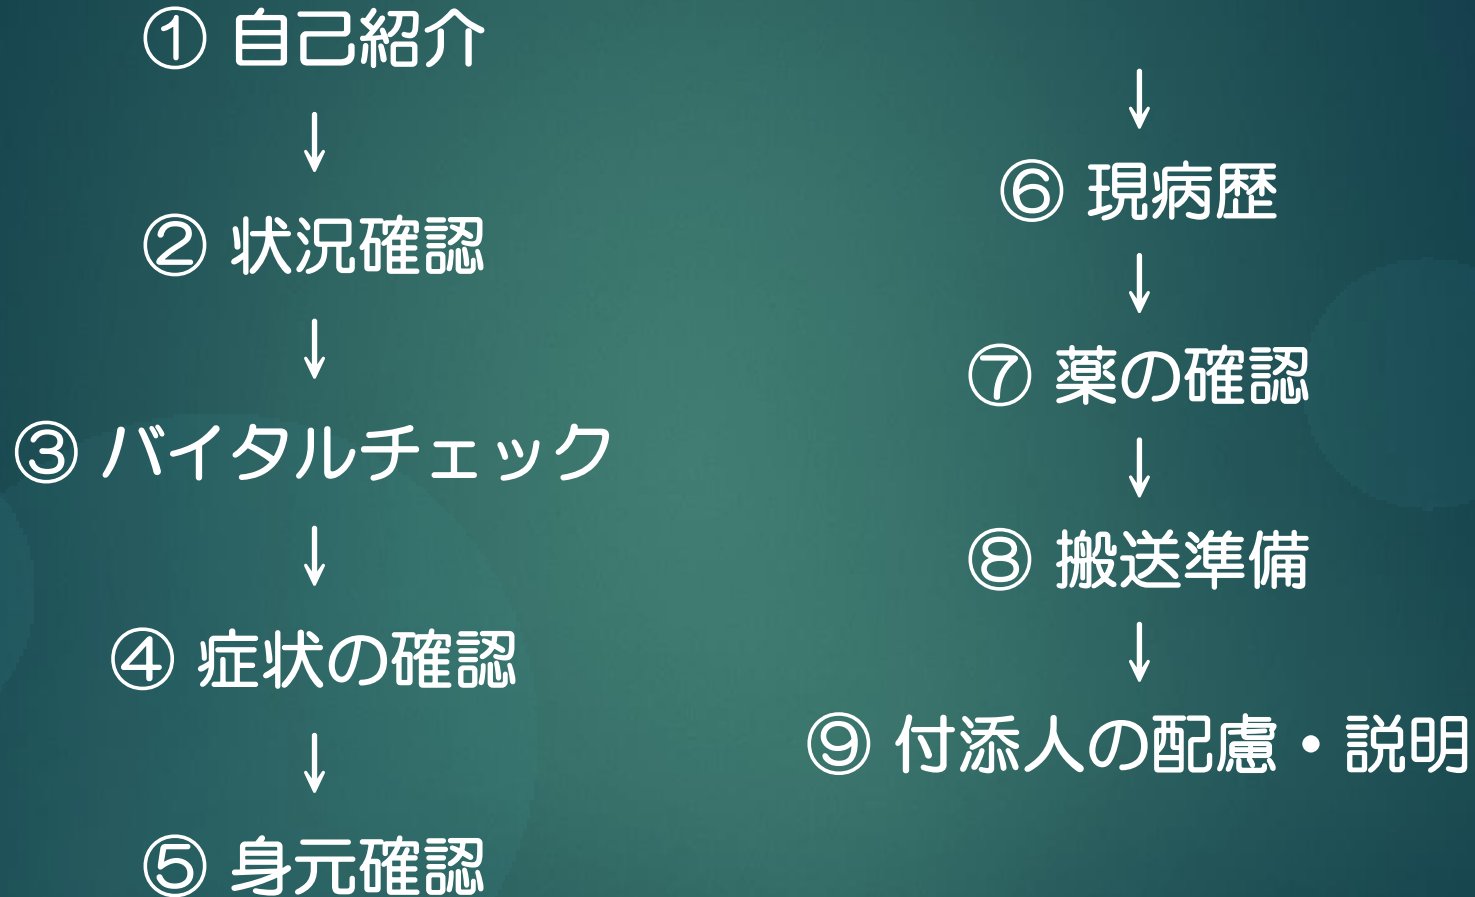 ① 自己紹介
↓
② 状況確認
↓
③ バイタルチェック
↓
④ 症状の確認
↓
⑤ 身元確認
↓
⑥ 現病歴
↓
⑦ 薬の確認
↓
⑧ 搬送準備
↓
⑨ 付添人の配慮・説明